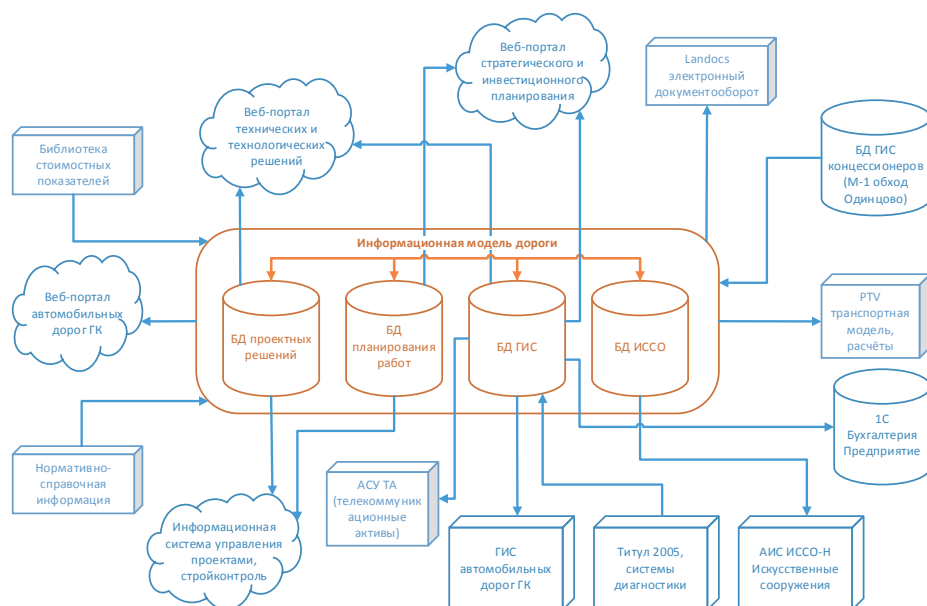 Веб-портал
стратегического и
инвестиционного
планирования
Landocs
электронный
документооборот
Веб-портал
технических и
технологических
решений
Библиотека
стоимостных
показателей
БД ГИС
концессионеров
(М-1 обход
Одинцово)
Информационная модель дороги
Веб-портал
автомобильных
дорог ГК
БД проектных
решений
БД
планирования
работ
БД ГИС
БД ИССО
PTV
транспортная
модель,
расчёты
1С
Бухгалтерия
Предприятие
Нормативно-
справочная
информация
АСУ ТА
(телекоммуник
ационные
активы)
Информационная
система управления
проектами,
стройконтроль
ГИС
автомобильных
дорог ГК
Титул 2005,
системы
диагностики
АИС ИССО-Н
Искусственные
сооружения